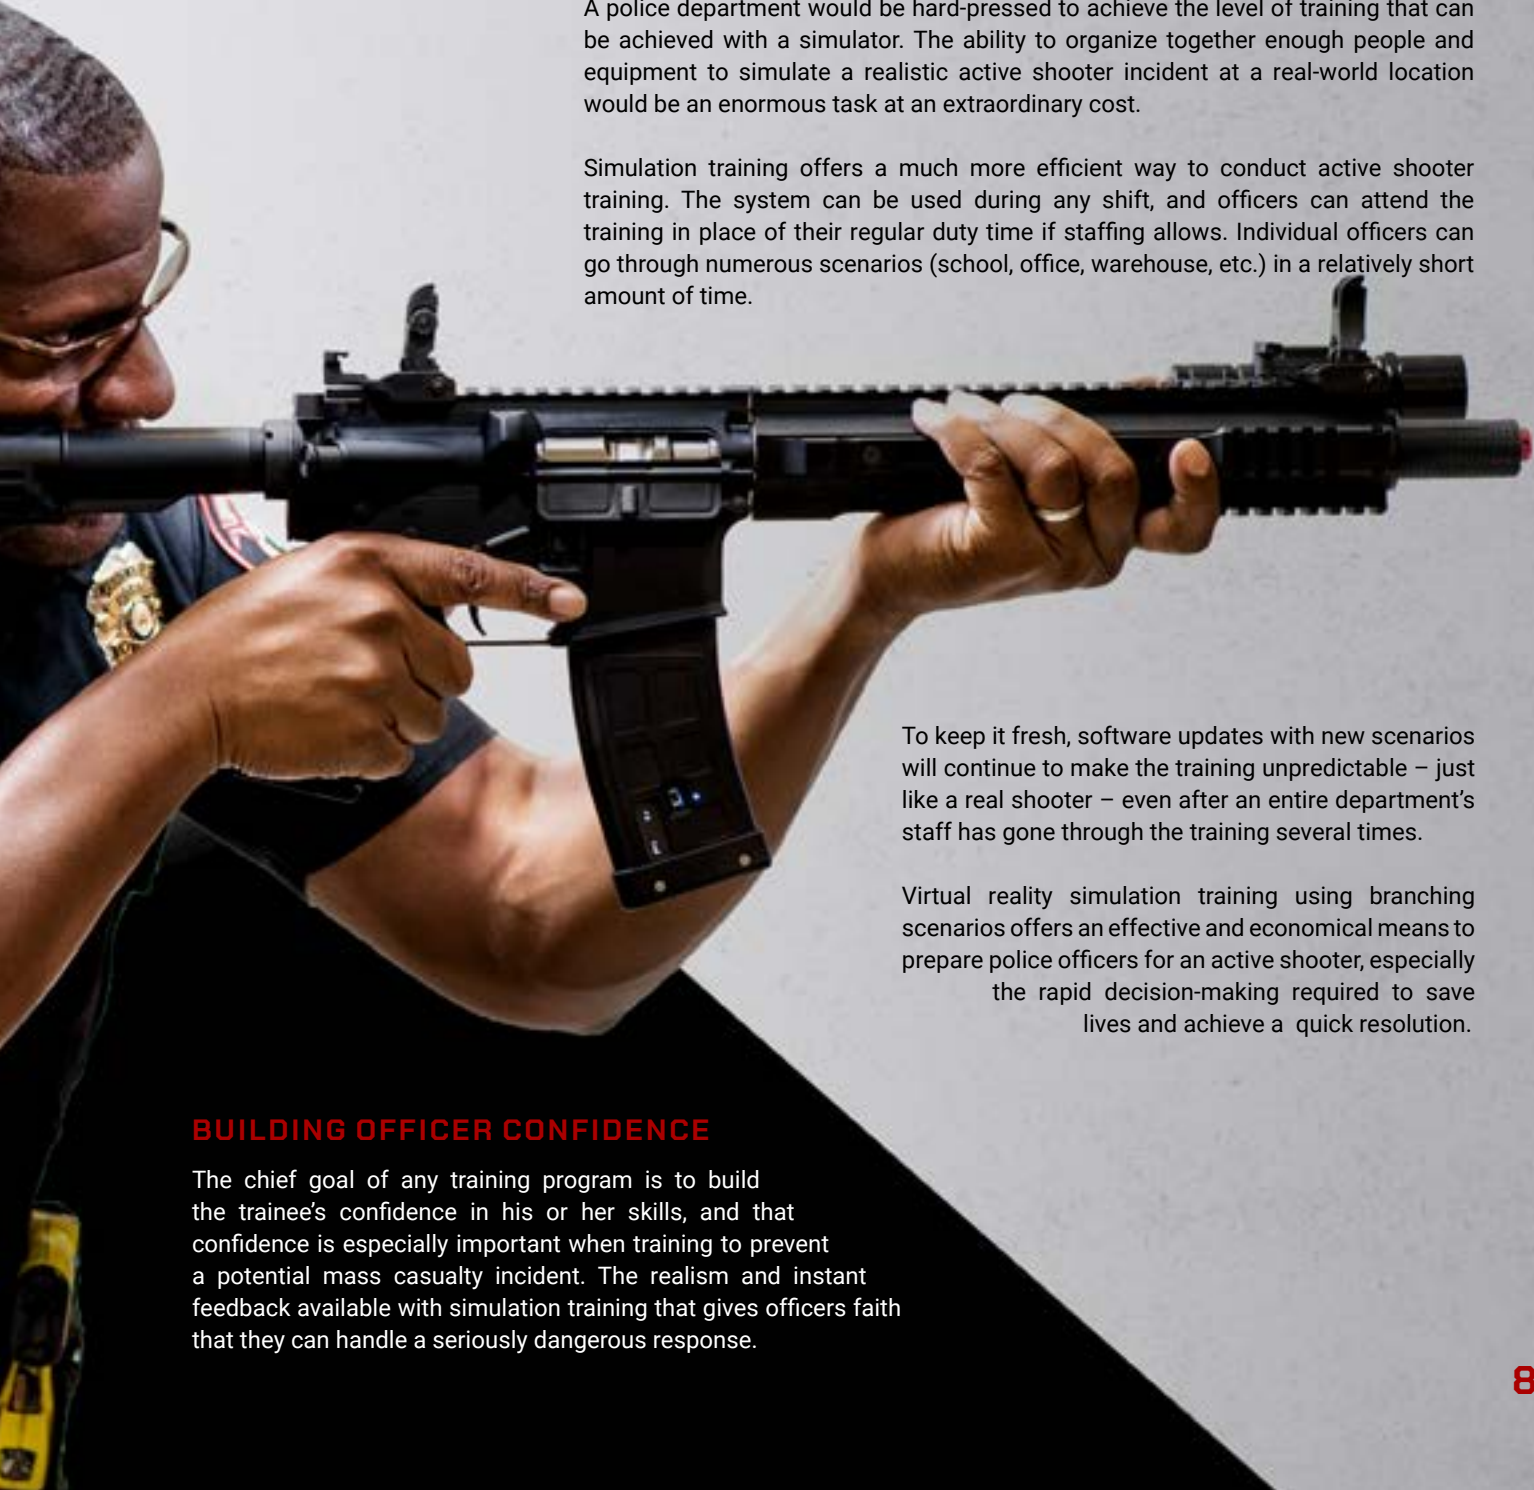 A police department would be hard-pressed to achieve the level of training that can
be achieved with a simulator. The ability to organize together enough people and
equipment to simulate a realistic active shooter incident at a real-world location
would be an enormous task at an extraordinary cost.
Simulation training offers a much more efficient way to conduct active shooter
training. The system can be used during any shift, and officers can attend the
training in place of their regular duty time if staffing allows. Individual officers can
go through numerous scenarios (school, office, warehouse, etc.) in a relatively short
amount of time.
To keep it fresh, software updates with new scenarios
will continue to make the training unpredictable – just
like a real shooter – even after an entire department’s
staff has gone through the training several times.
Virtual reality simulation training using branching
scenarios offers an effective and economical means to
prepare police officers for an active shooter, especially
the rapid decision-making required to save
lives and achieve a quick resolution.
BUILDING OFFICER CONFIDENCE
The chief goal of any training program is to build
the trainee’s confidence in his or her skills, and that
confidence is especially important when training to prevent
a potential mass casualty incident. The realism and instant
feedback available with simulation training that gives officers faith
that they can handle a seriously dangerous response.
8